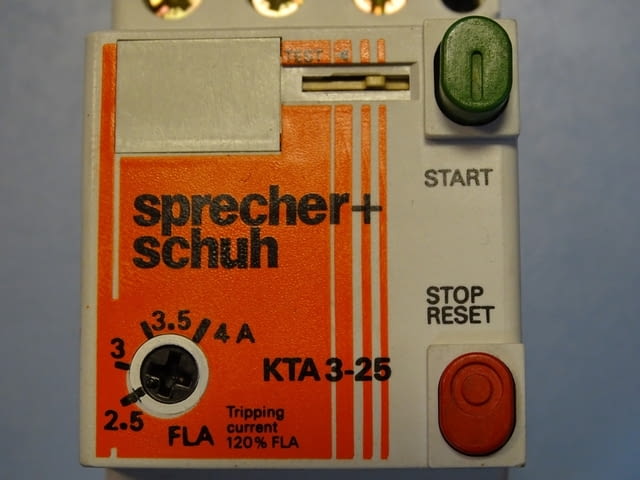 TEST
START
sprecher+
schuh
STOP
RESET
3.5
4 A
3
2.5
KTA 3-25
FLA
Tripping
current
120% FLA